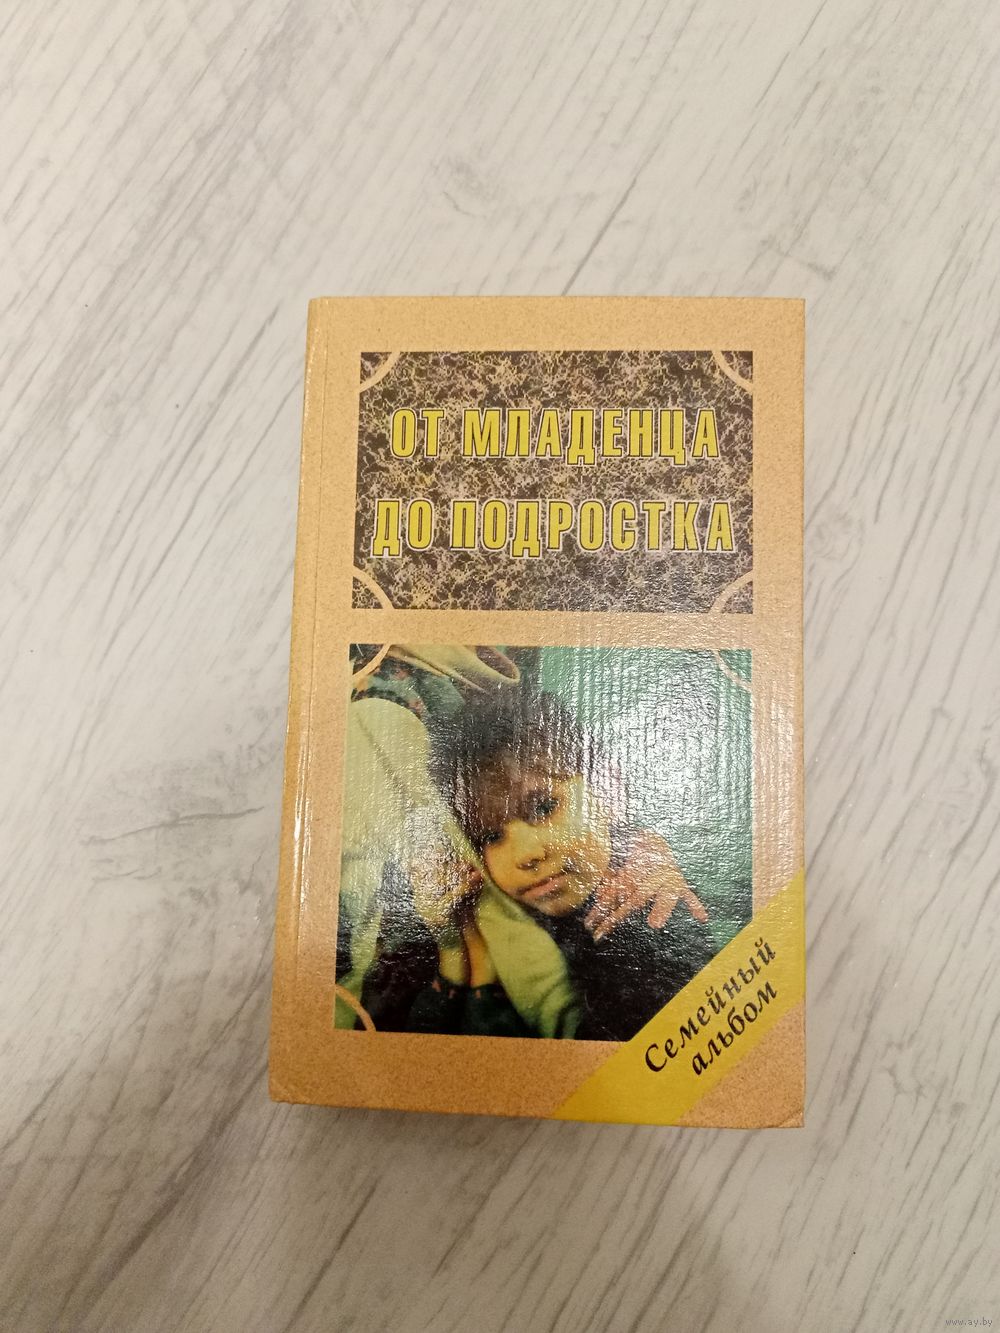 ОТ МЛАДЕНЦА
ДО ПОДРОСТКА
Семейный
альбом
www.ay.by